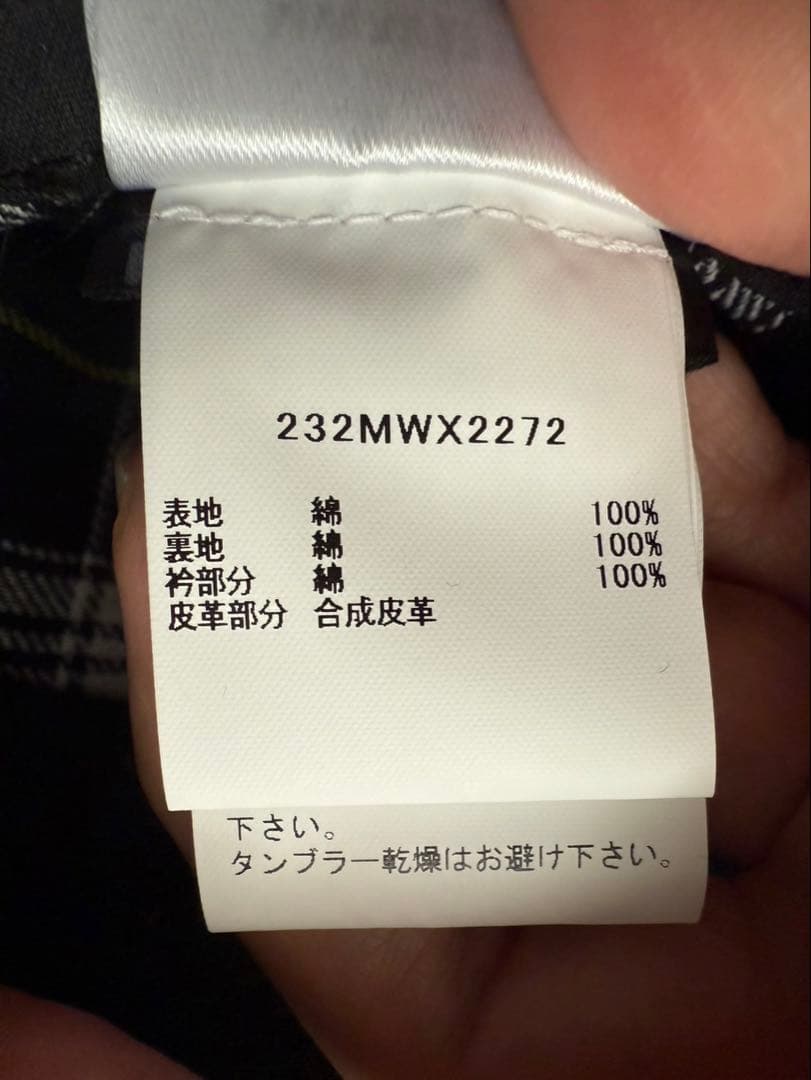 232MWX2272
表地 綿 100%
裏地 綿 100%
衿部分 綿 100%
皮革部分 合成皮革
下さい。
タンブラー乾燥はお避け下さい。